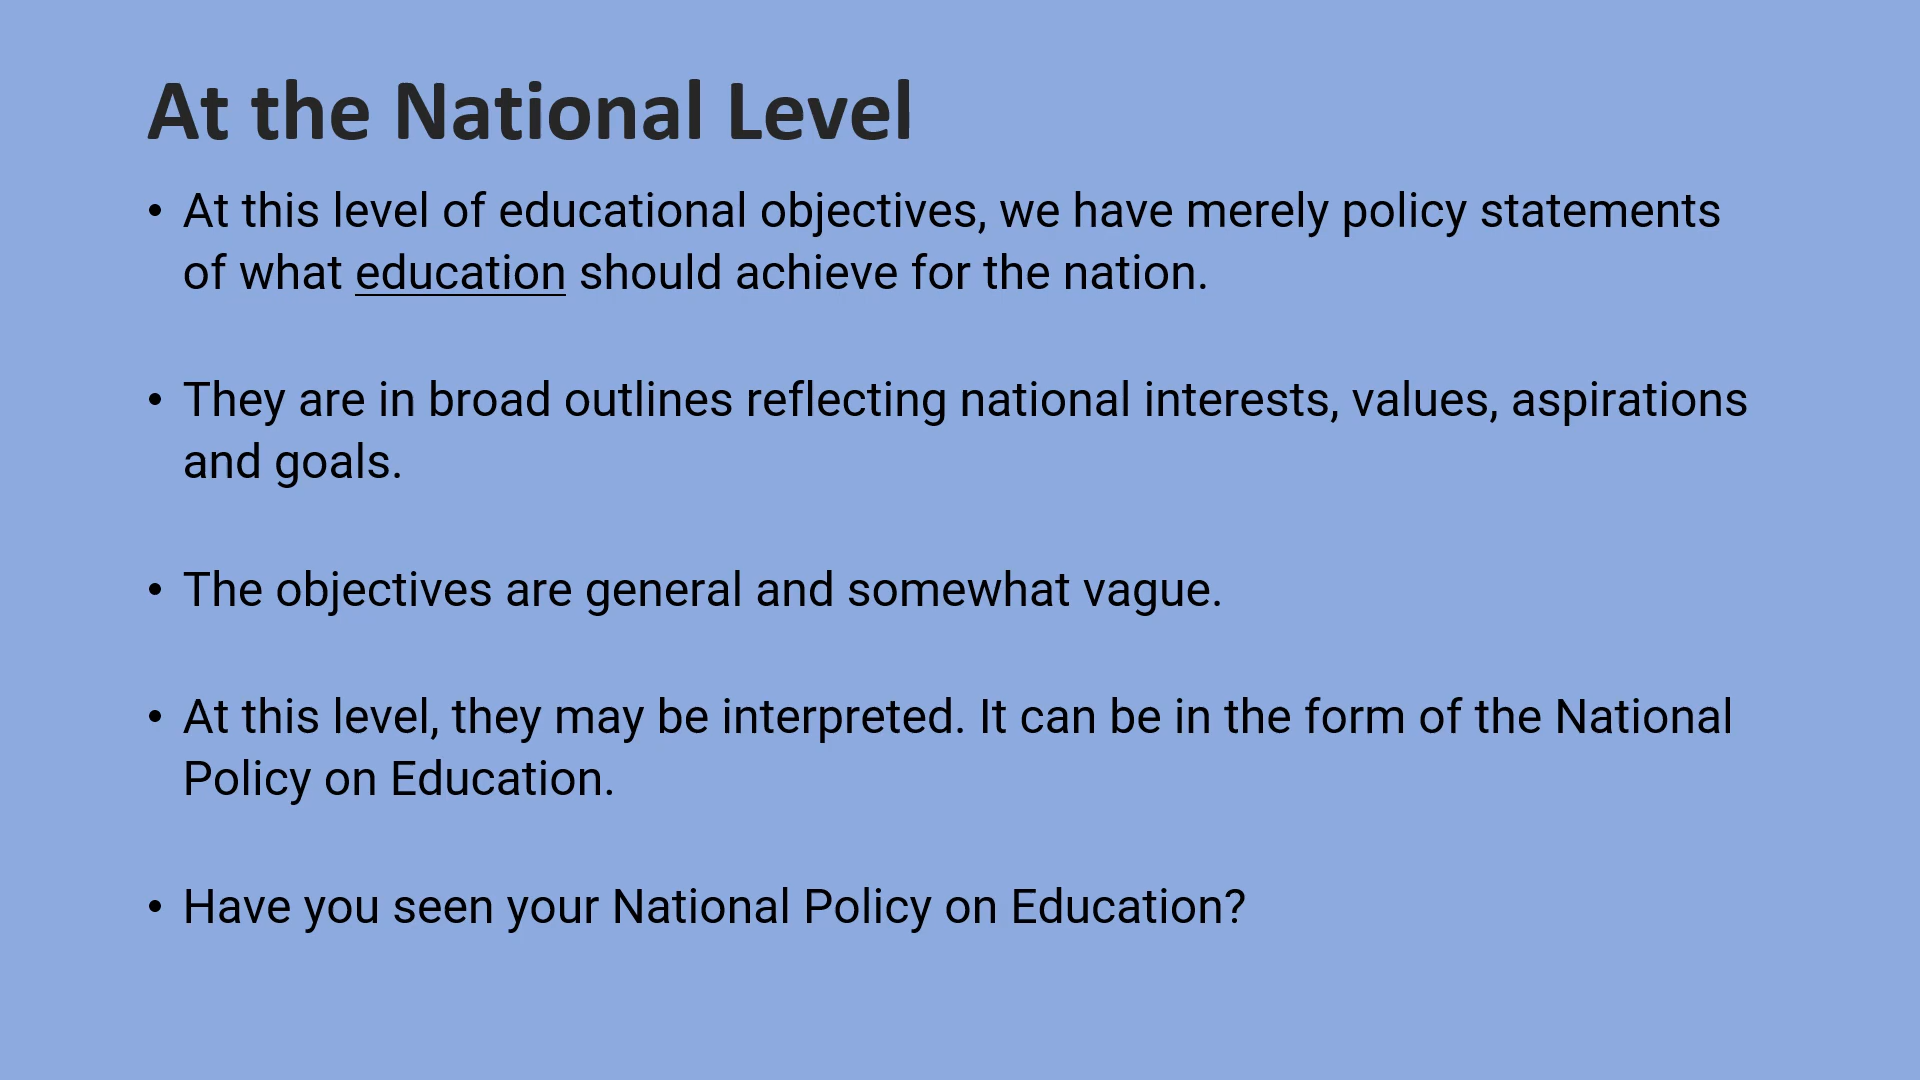 At the National Level
• At this level of educational objectives, we have merely policy statements
of what education should achieve for the nation.
• They are in broad outlines reflecting national interests, values, aspirations
and goals.
• The objectives are general and somewhat vague.
• At this level, they may be interpreted. It can be in the form of the National
Policy on Education.
• Have you seen your National Policy on Education?